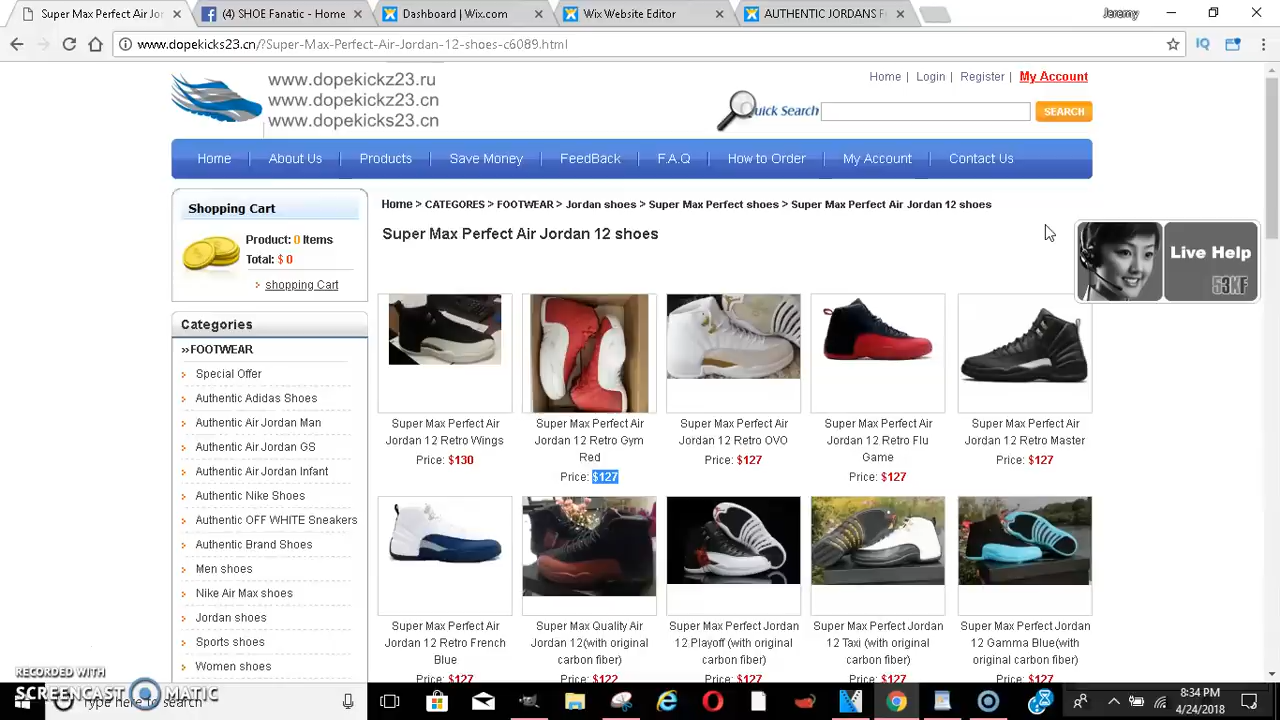 Super Max Perfect Air Jor
(4) SHOE Fanatic - Home
Dashboard | Wix.com
Wix Website Editor
AUTHENTIC JORDANS F
Jeremy
www.dopekicks23.cn/?Super-Max-Perfect-Air-Jordan-12-shoes-c6089.html
www.dopekickz23.ru
www.dopekickz23.cn
www.dopekicks23.cn
Home | Login | Register | My Account
Quick Search
SEARCH
Home
About Us
Products
Save Money
FeedBack
F.A.Q
How to Order
My Account
Contact Us
Shopping Cart
Product: 0 Items
Total: $ 0
shopping Cart
Categories
»FOOTWEAR
Special Offer
Authentic Adidas Shoes
Authentic Air Jordan Man
Authentic Air Jordan GS
Authentic Air Jordan Infant
Authentic Nike Shoes
Authentic OFF WHITE Sneakers
Authentic Brand Shoes
Men shoes
Nike Air Max shoes
Jordan shoes
Sports shoes
Women shoes
Home > CATEGORES > FOOTWEAR > Jordan shoes > Super Max Perfect shoes > Super Max Perfect Air Jordan 12 shoes
Super Max Perfect Air Jordan 12 shoes
Live Help
53KF
Super Max Perfect Air
Jordan 12 Retro Wings
Price: $130
Super Max Perfect Air
Jordan 12 Retro Gym
Red
Price: $127
Super Max Perfect Air
Jordan 12 Retro OVO
Price: $127
Super Max Perfect Air
Jordan 12 Retro Flu
Game
Price: $127
Super Max Perfect Air
Jordan 12 Retro Master
Price: $127
Super Max Perfect Air
Jordan 12 Retro French
Blue
Price: $127
Super Max Quality Air
Jordan 12(with original
carbon fiber)
Price: $122
Super Max Perfect Jordan
12 Playoff (with original
carbon fiber)
Price: $127
Super Max Perfect Jordan
12 Taxi (with original
carbon fiber)
Price: $127
Super Max Perfect Jordan
12 Gamma Blue(with
original carbon fiber)
Price: $127
RECORDED WITH
SCREENCAST MATIC
Type here to search
8:34 PM
4/24/2018